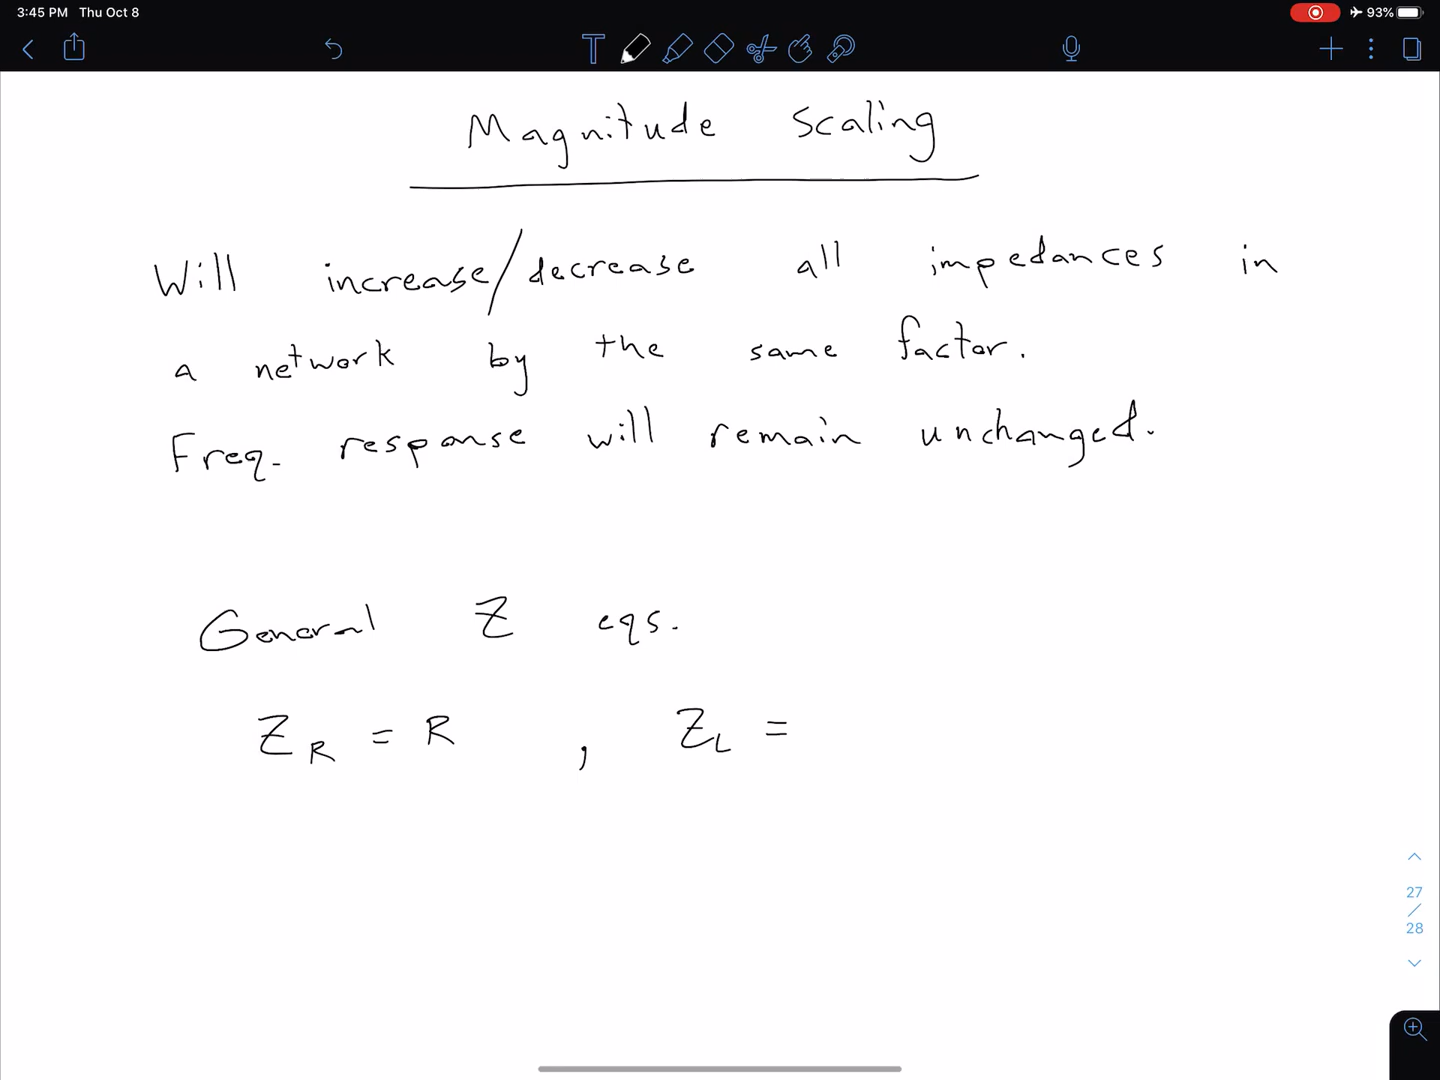 3:45 PM Thu Oct 8
93%
T
Magnitude Scaling
Will increase/decrease all impedances in
a network by the same factor.
Freq. response will remain unchanged.
General Z eqs.
Z_R = R , Z_L =
27
/
28